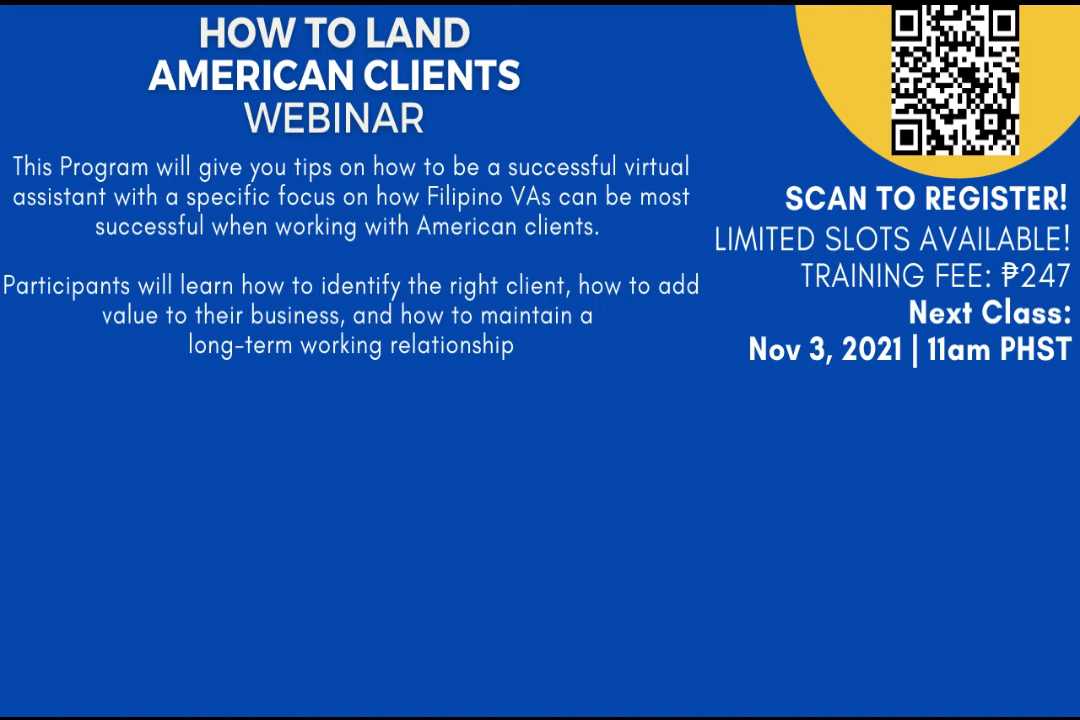 HOW TO LAND
AMERICAN CLIENTS
WEBINAR
This Program will give you tips on how to be a successful virtual
assistant with a specific focus on how Filipino VAs can be most
successful when working with American clients.
Participants will learn how to identify the right client, how to add
value to their business, and how to maintain a
long-term working relationship
SCAN TO REGISTER!
LIMITED SLOTS AVAILABLE!
TRAINING FEE: ₱247
Next Class:
Nov 3, 2021 | 11am PHST